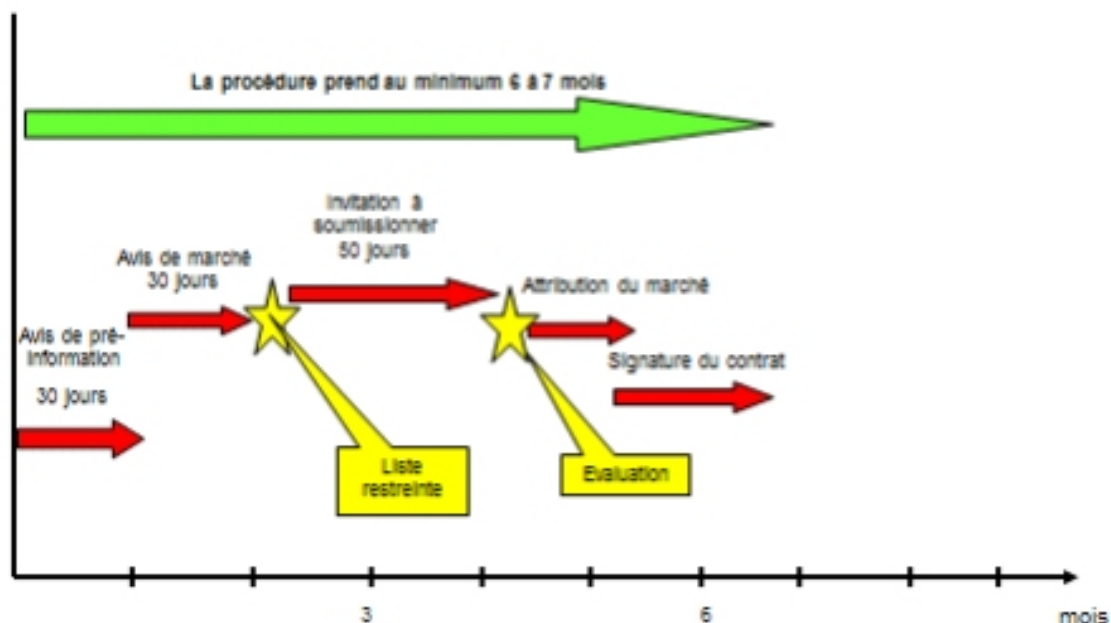 La procédure prend au minimum 6 à 7 mois
Invitation à
soumissionner
50 jours
Avis de marché
30 jours
Attribution du marché
Avis de pré-
information
30 jours
Signature du contrat
Liste
restreinte
Evaluation
3
6
mois